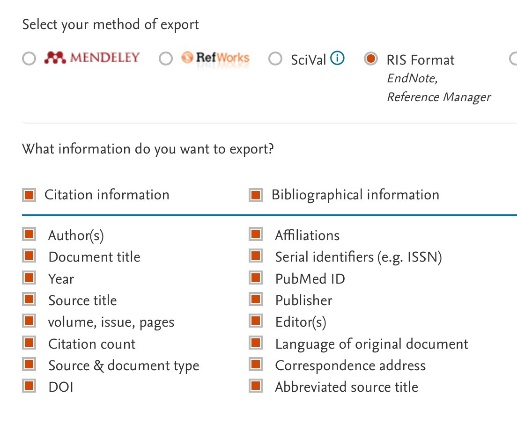 Select your method of export
MENDELEY RefWorks SciVal RIS Format
EndNote,
Reference Manager
What information do you want to export?
Citation information Bibliographical information
Author(s) Affiliations
Document title Serial identifiers (e.g. ISSN)
Year PubMed ID
Source title Publisher
volume, issue, pages Editor(s)
Citation count Language of original document
Source & document type Correspondence address
DOI Abbreviated source title